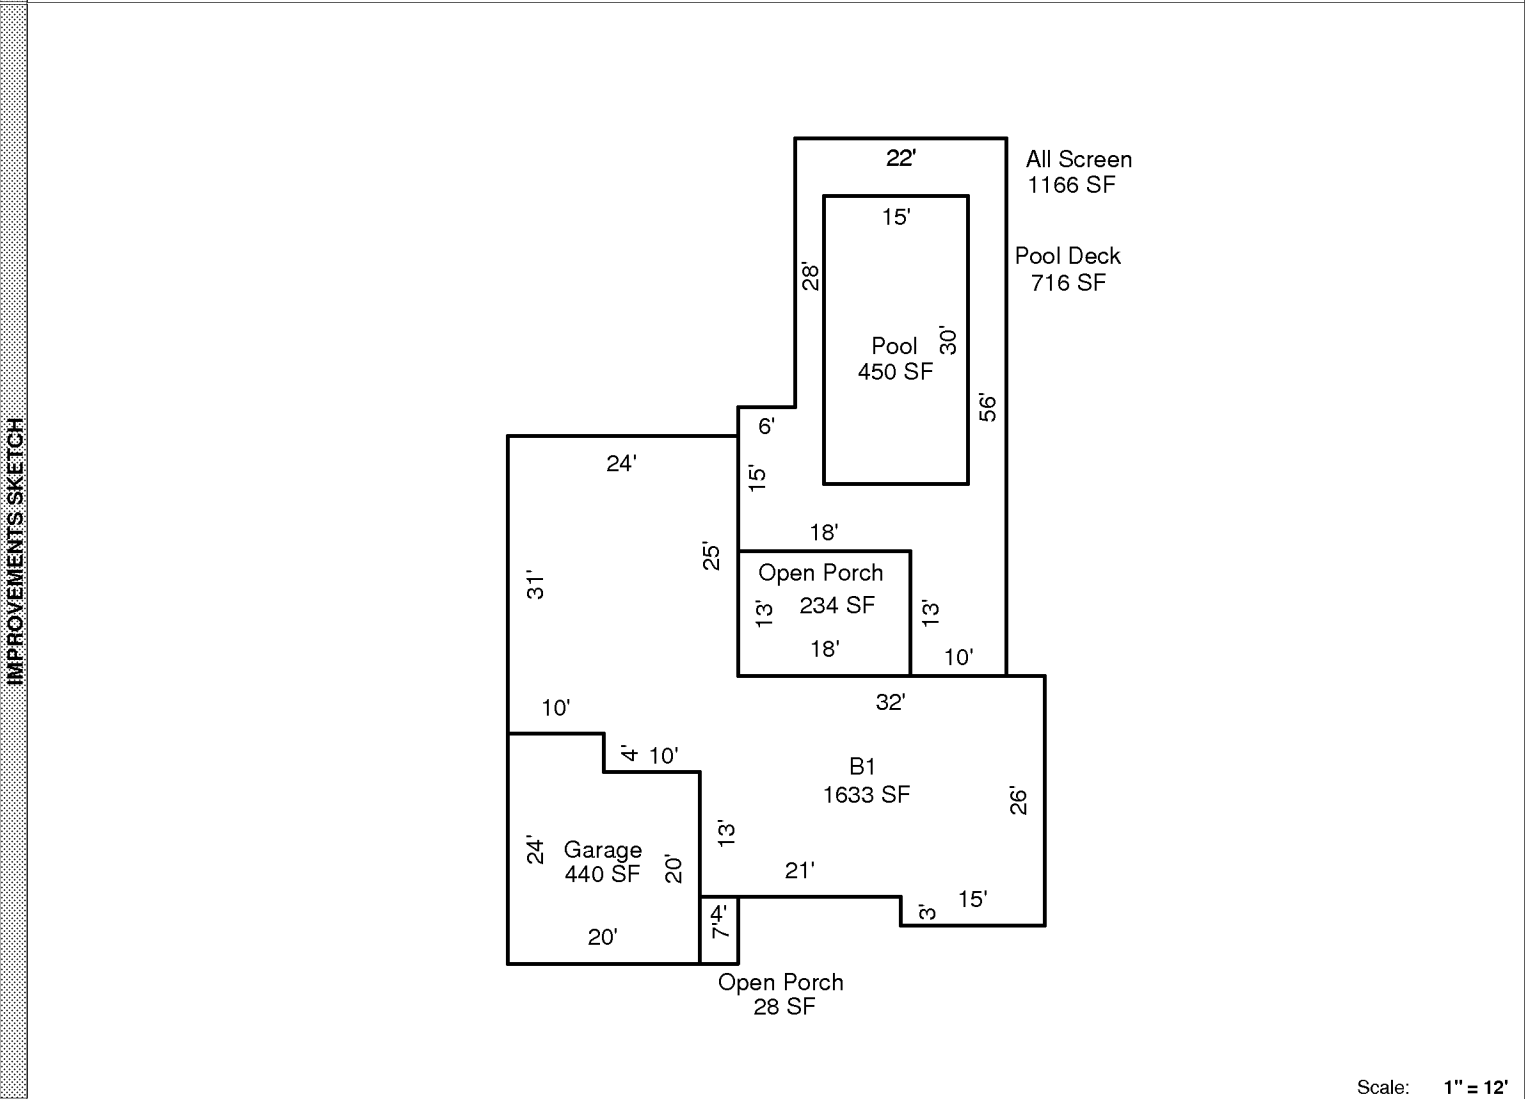 IMPROVEMENTS SKETCH
22'
All Screen
1166 SF
15'
Pool Deck
716 SF
28'
30'
Pool
450 SF
56'
6'
24'
15'
18'
25'
31'
Open Porch
234 SF
13'
13'
18'
10'
32'
10'
4'
10'
B1
1633 SF
26'
13'
24'
Garage
440 SF
20'
21'
15'
3'
4'
7'
20'
Open Porch
28 SF
Scale: 1" = 12'